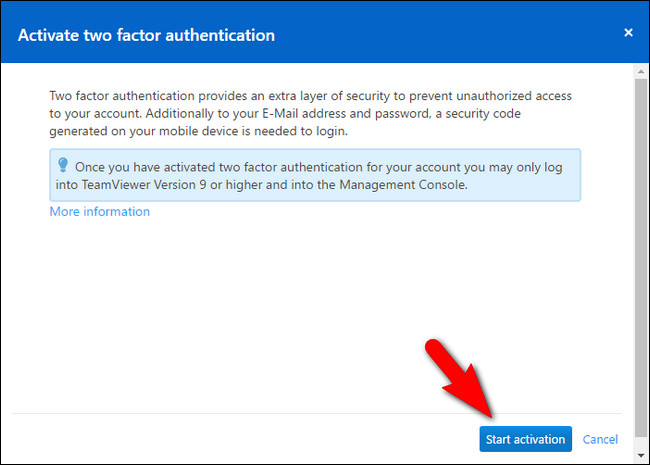 Activate two factor authentication
Two factor authentication provides an extra layer of security to prevent unauthorized access
to your account. Additionally to your E-Mail address and password, a security code
generated on your mobile device is needed to login.
Once you have activated two factor authentication for your account you may only log
into TeamViewer Version 9 or higher and into the Management Console.
More information
Start activation Cancel